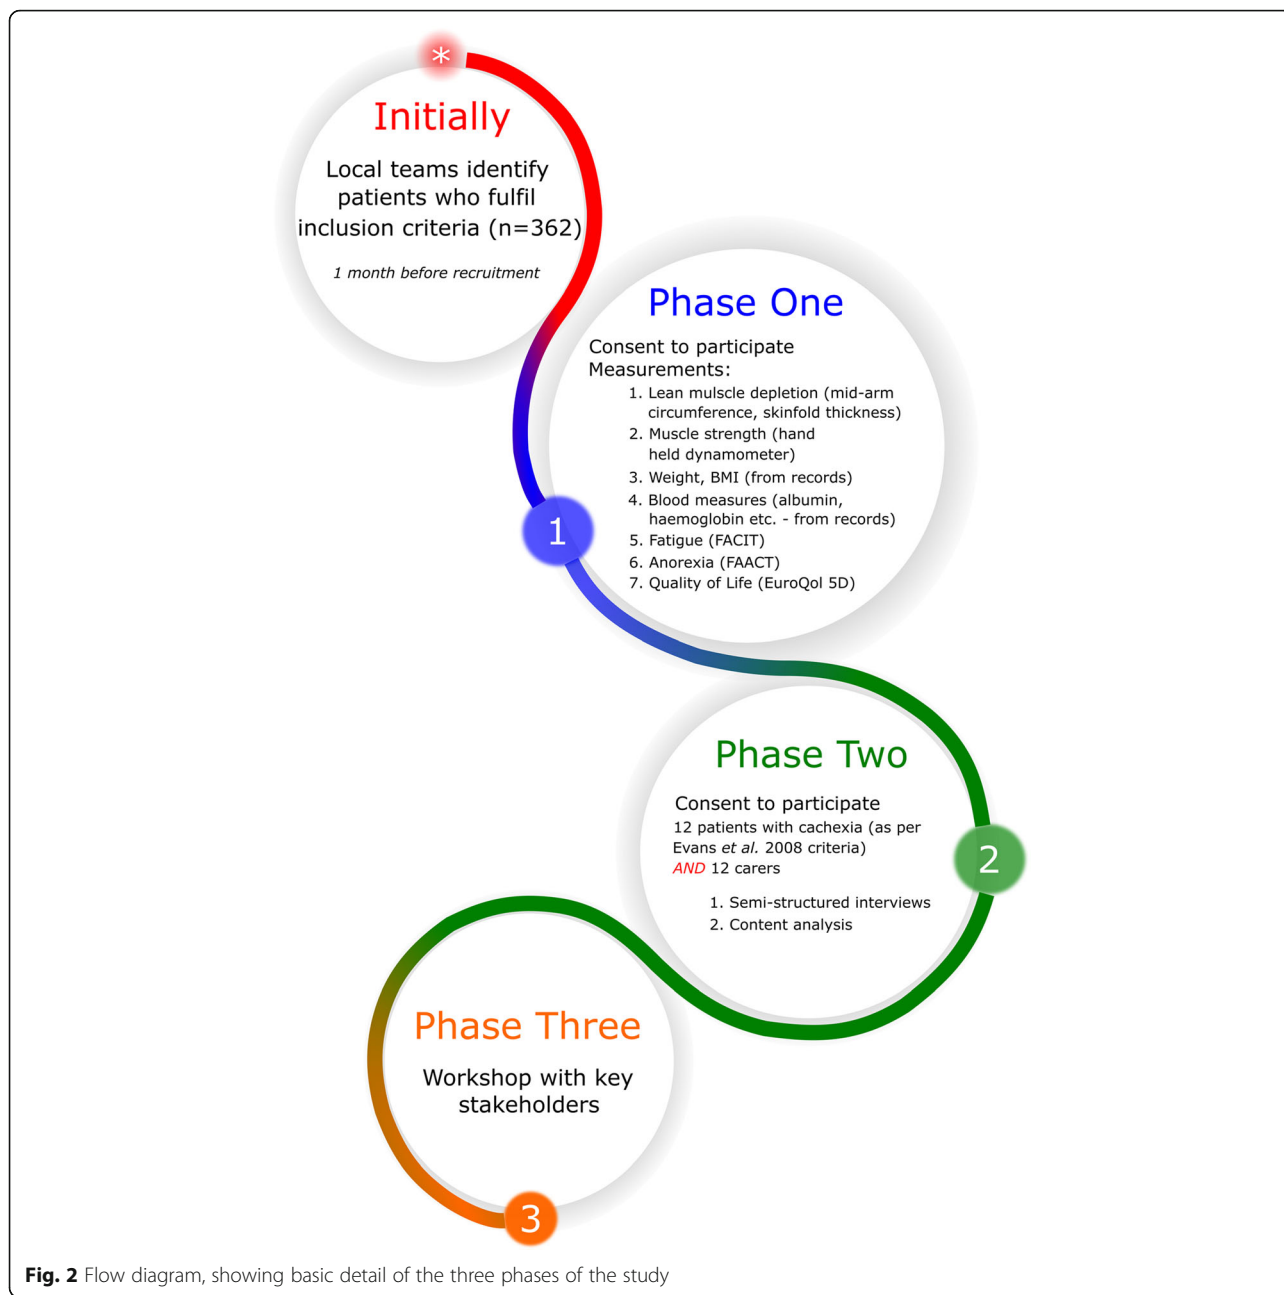 *
Initially
Local teams identify
patients who fulfil
inclusion criteria (n=362)
1 month before recruitment
Phase One
Consent to participate
Measurements:
1. Lean mulscle depletion (mid-arm
circumference, skinfold thickness)
2. Muscle strength (hand
held dynamometer)
3. Weight, BMI (from records)
4. Blood measures (albumin,
haemoglobin etc. - from records)
5. Fatigue (FACIT)
6. Anorexia (FAACT)
7. Quality of Life (EuroQol 5D)
1
Phase Two
Consent to participate
12 patients with cachexia (as per
Evans et al. 2008 criteria)
AND 12 carers
1. Semi-structured interviews
2. Content analysis
2
Phase Three
Workshop with key
stakeholders
3
Fig. 2 Flow diagram, showing basic detail of the three phases of the study